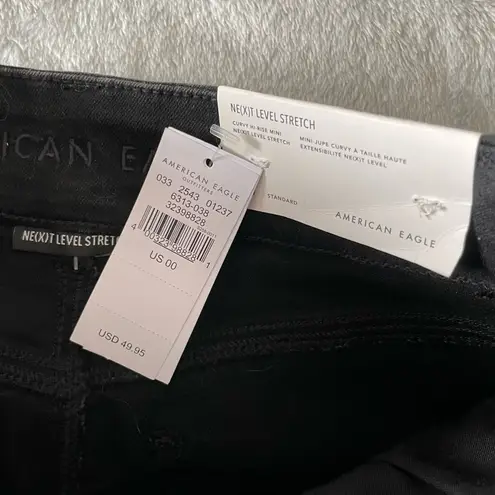 NE(X)T LEVEL STRETCH
CURVY HI-RISE MINI
NE(X)T LEVEL STRETCH
MINI JUPE CURVY À TAILLE HAUTE
EXTENSIBILITÉ NE(X)T LEVEL
STANDARD
AMERICAN EAGLE
ICAN EA
NE(X)T LEVEL STRET
AMERICAN EAGLE
OUTFITTERS
033 2543 01237
6313-038
32398828
US 00
USD 49.95